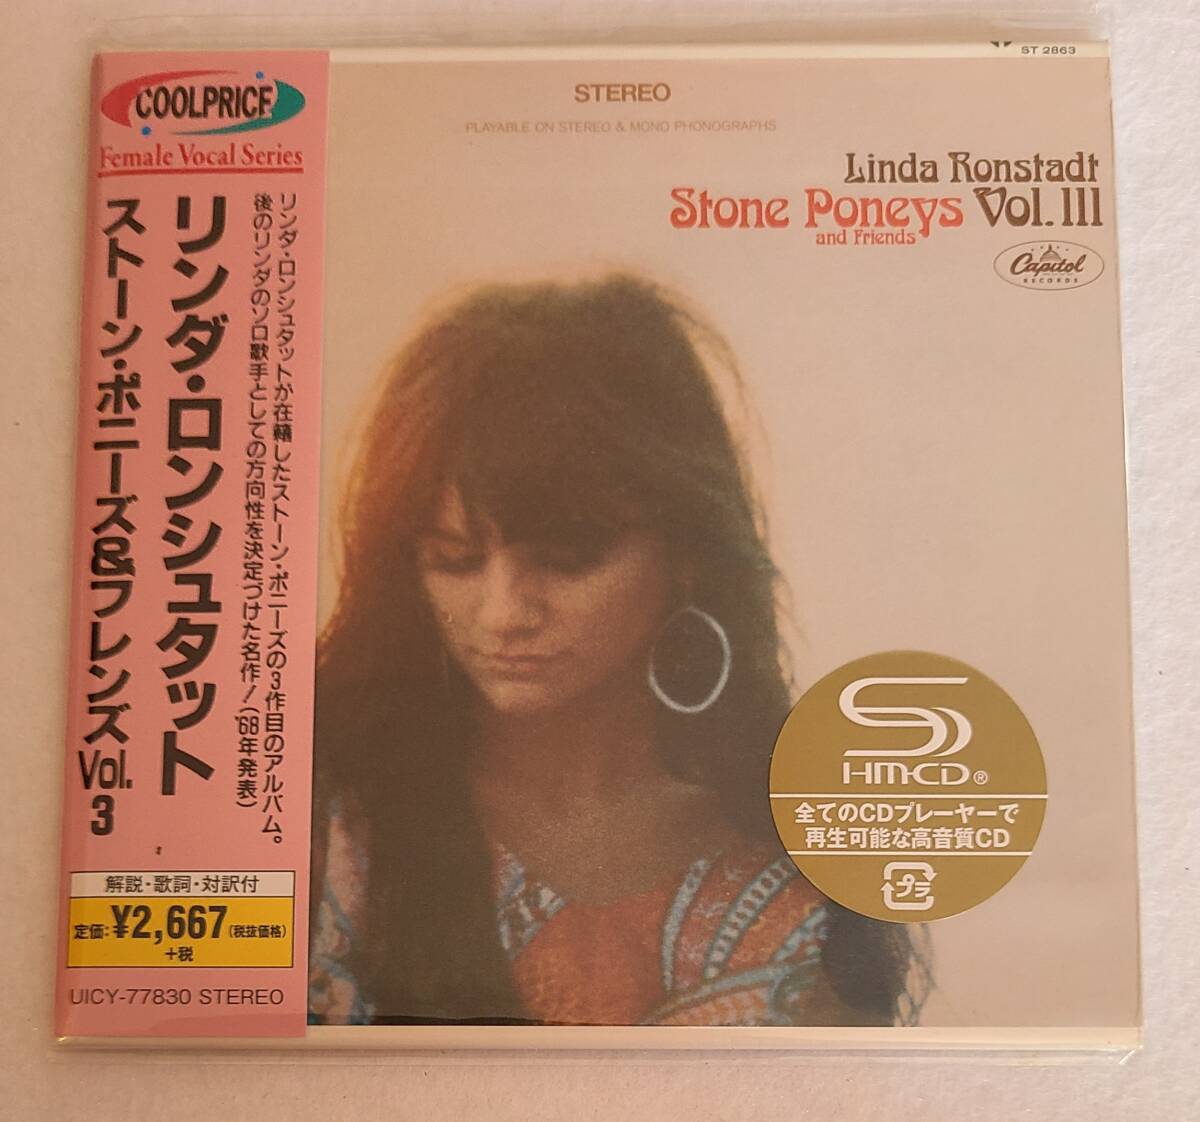 COOLPRICE
Female Vocal Series
リンダ・ロンシュタットが在籍したストーン・ポニーズの3作目のアルバム。
後のリンダのソロ歌手としての方向性を決定づけた名作!('68年発表)
リンダ・ロンシュタット
ストーン・ポニーズ&フレンズ Vol. 3
解説・歌詞・対訳付
定価:¥2,667(税抜価格)
+税
UICY-77830 STEREO
ST 2863
STEREO
PLAYABLE ON STEREO & MONO PHONOGRAPHS
Linda Ronstadt
Stone Poneys Vol. III
and Friends
Capitol
RECORDS
SHM-CD®
全てのCDプレーヤーで
再生可能な高音質CD
プラ